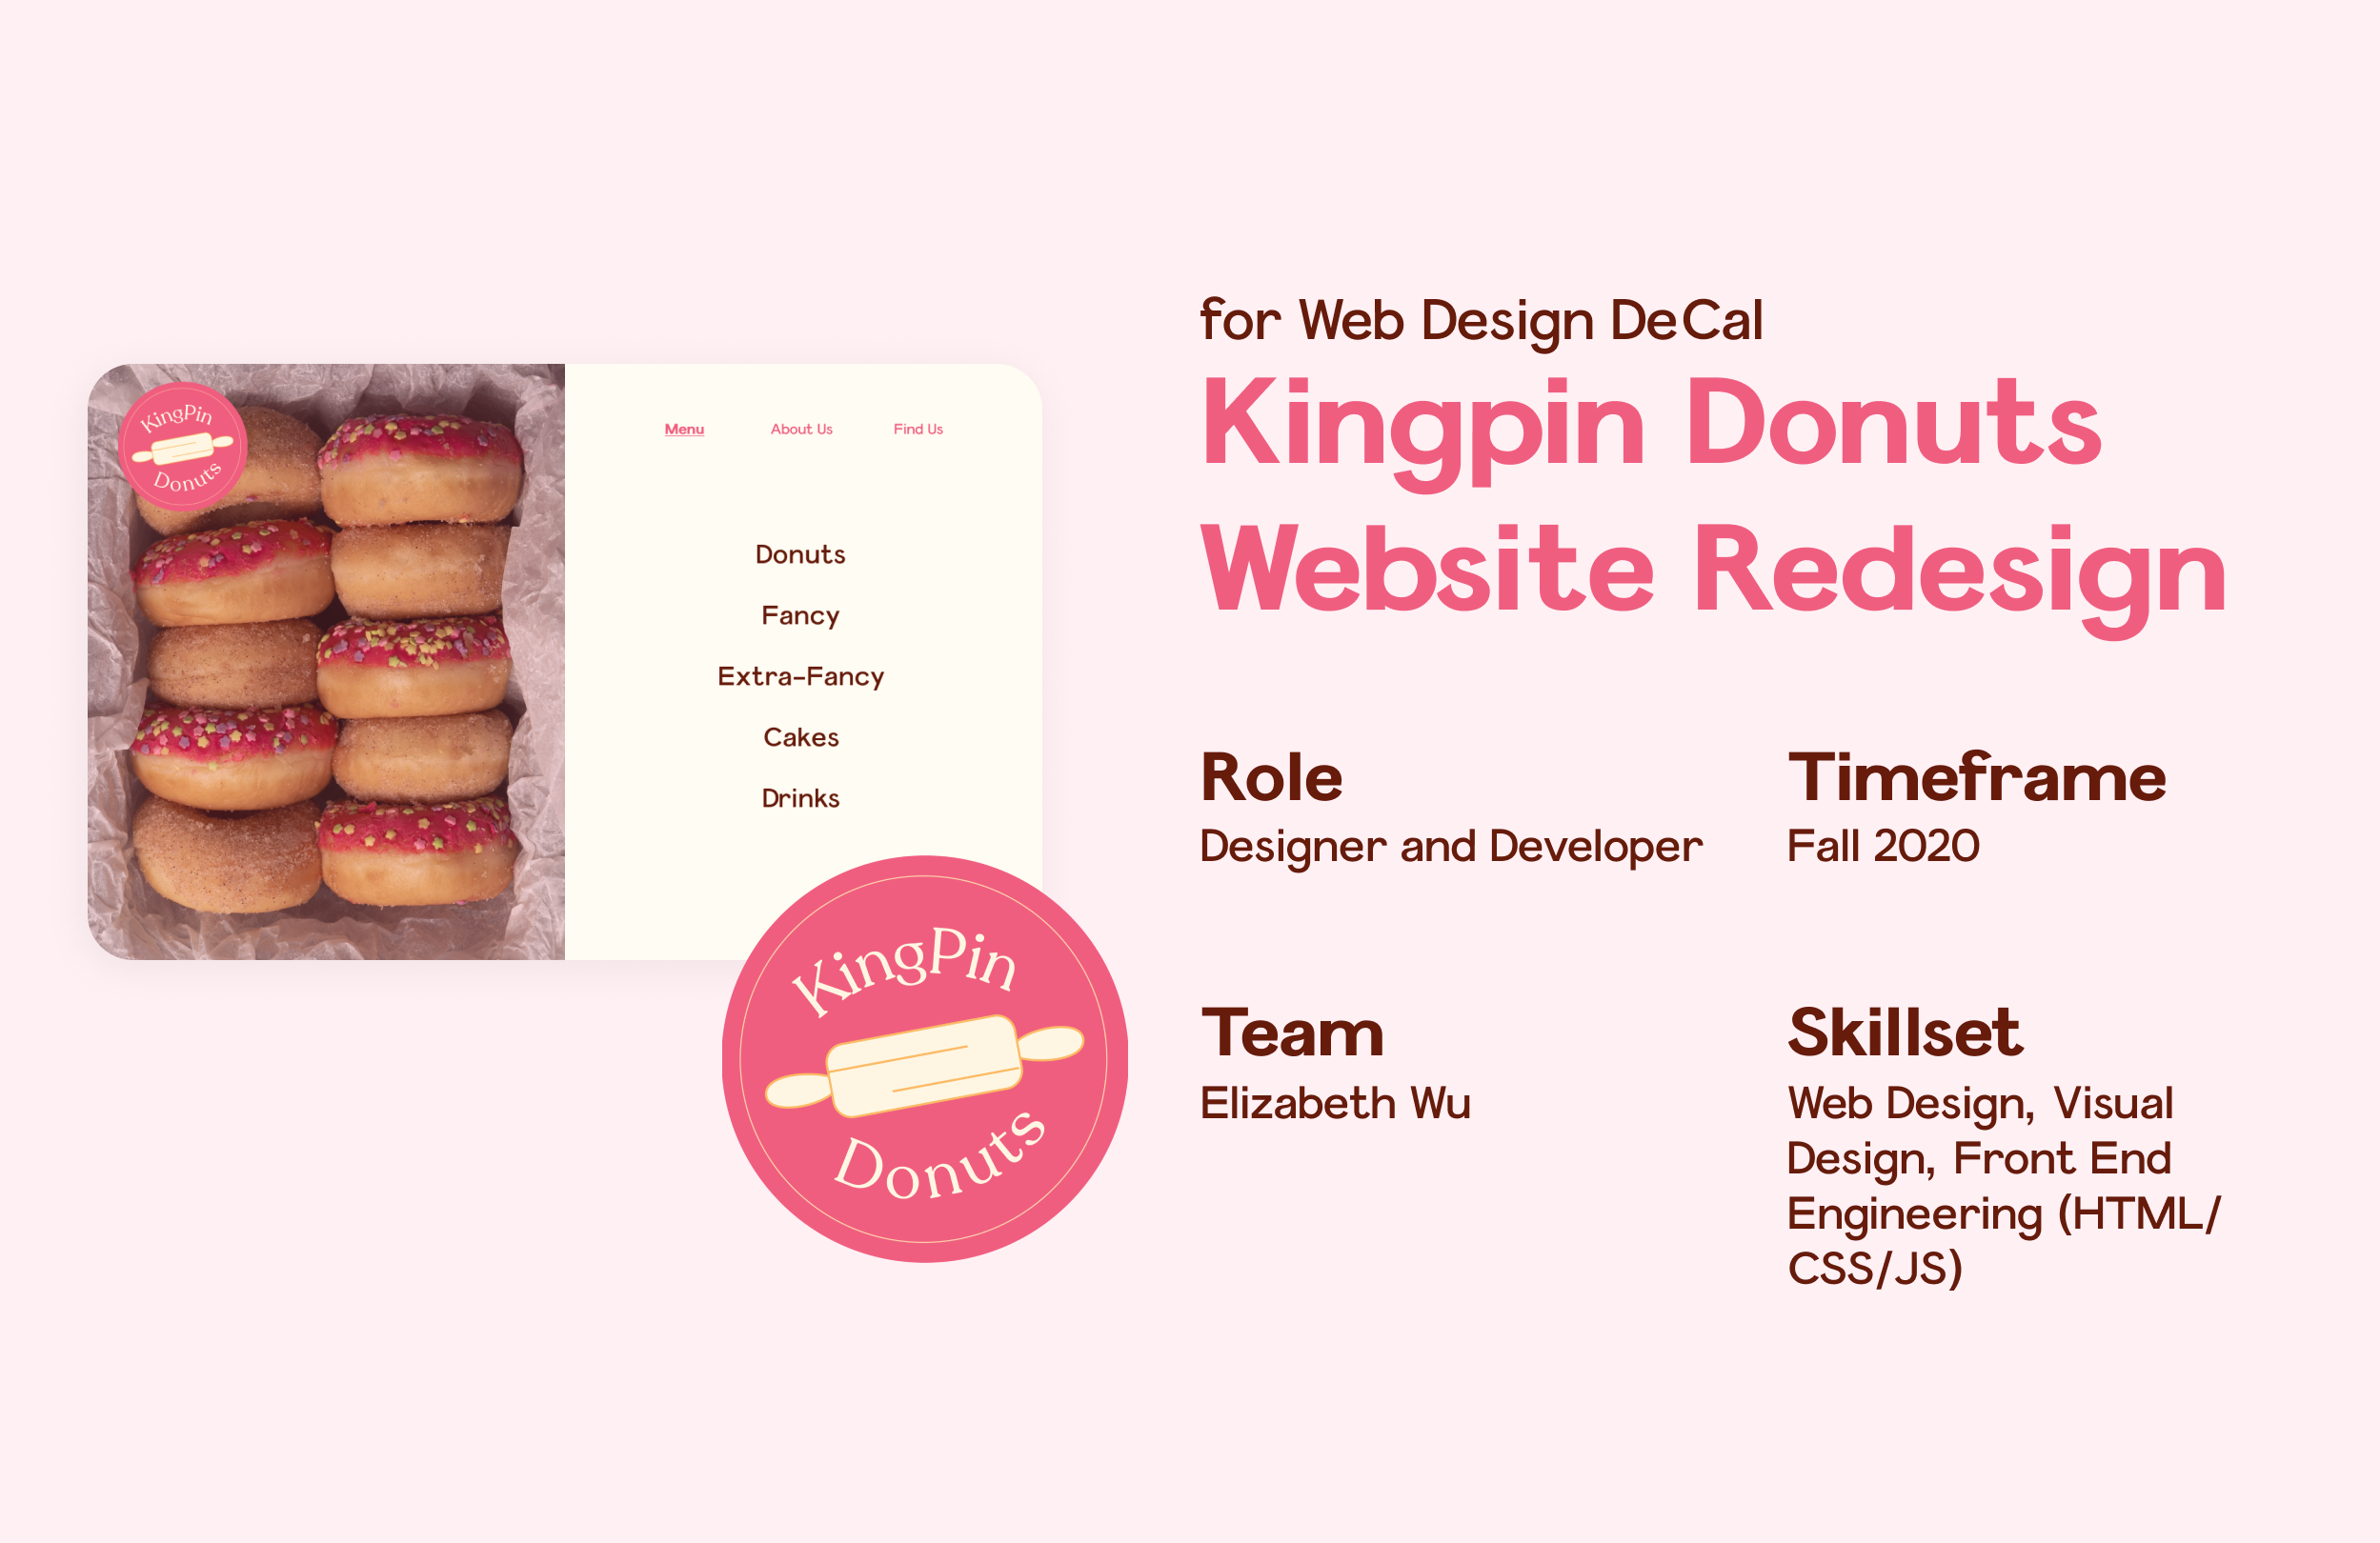 KingPin
Donuts
Menu
About Us
Find Us
Donuts
Fancy
Extra-Fancy
Cakes
Drinks
KingPin
Donuts
for Web Design DeCal
Kingpin Donuts
Website Redesign
Role
Designer and Developer
Timeframe
Fall 2020
Team
Elizabeth Wu
Skillset
Web Design, Visual
Design, Front End
Engineering (HTML/
CSS/JS)